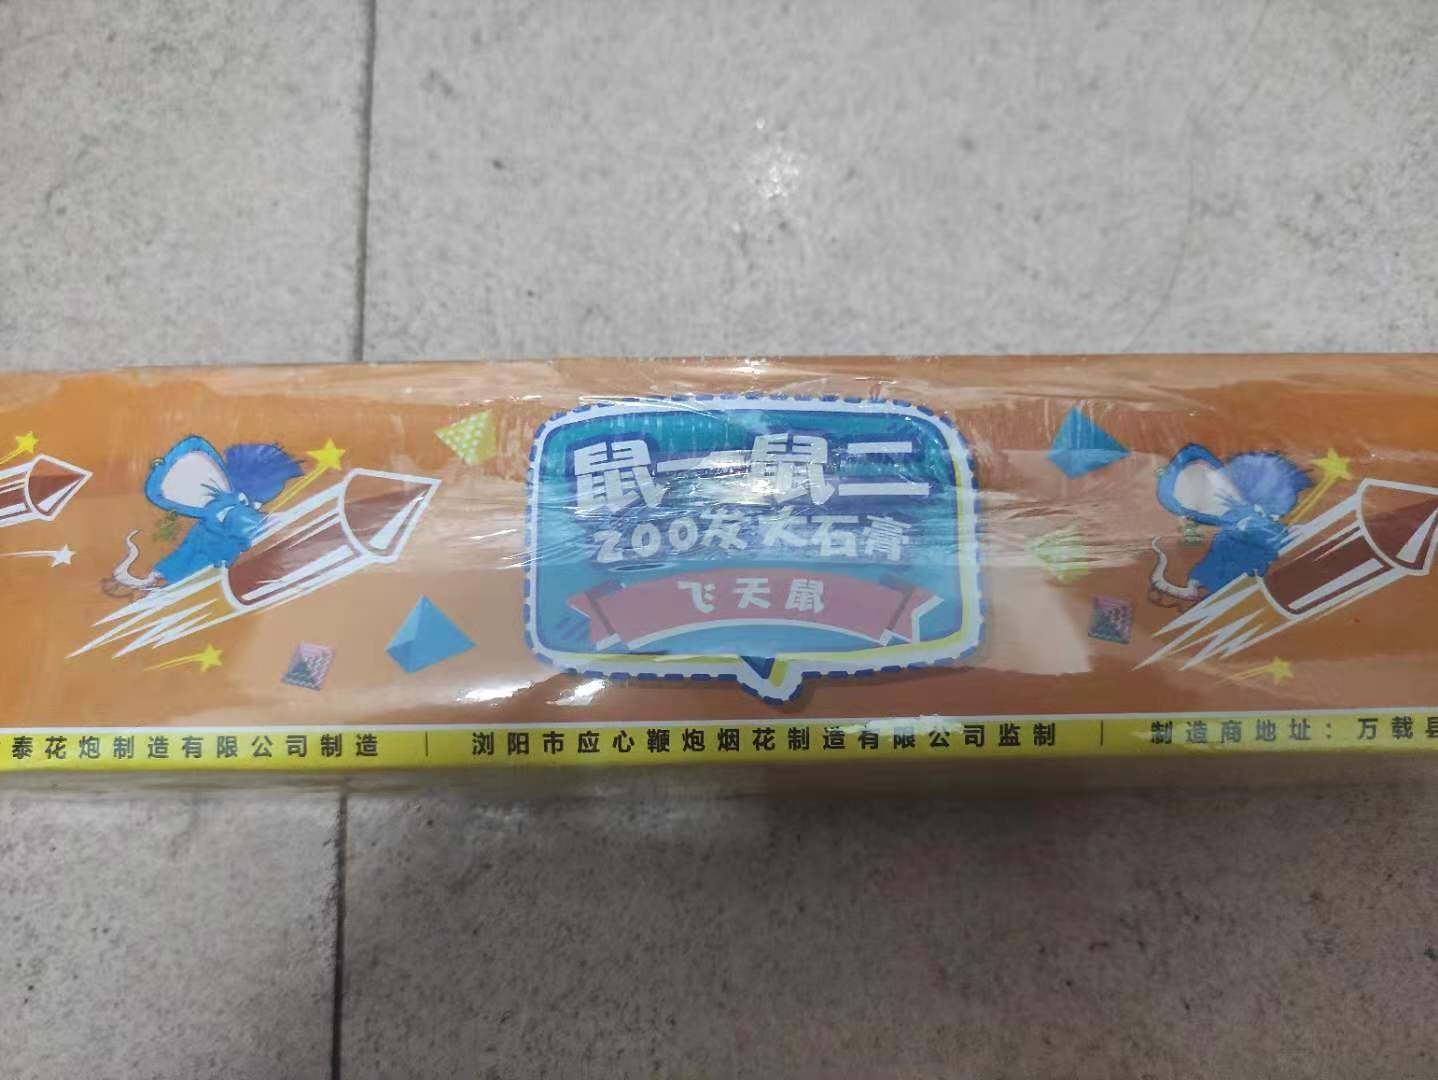 鼠一鼠二
200发大石膏
飞天鼠
泰花炮制造有限公司制造 | 浏阳市应心鞭炮烟花制造有限公司监制 | 制造商地址：万载县